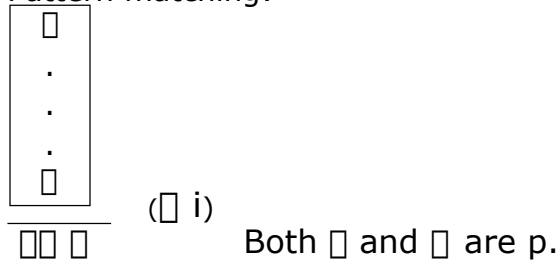 Pattern matching:
▯
.
.
.
▯
(▯ i)
▯▯ ▯
Both ▯ and ▯ are p.